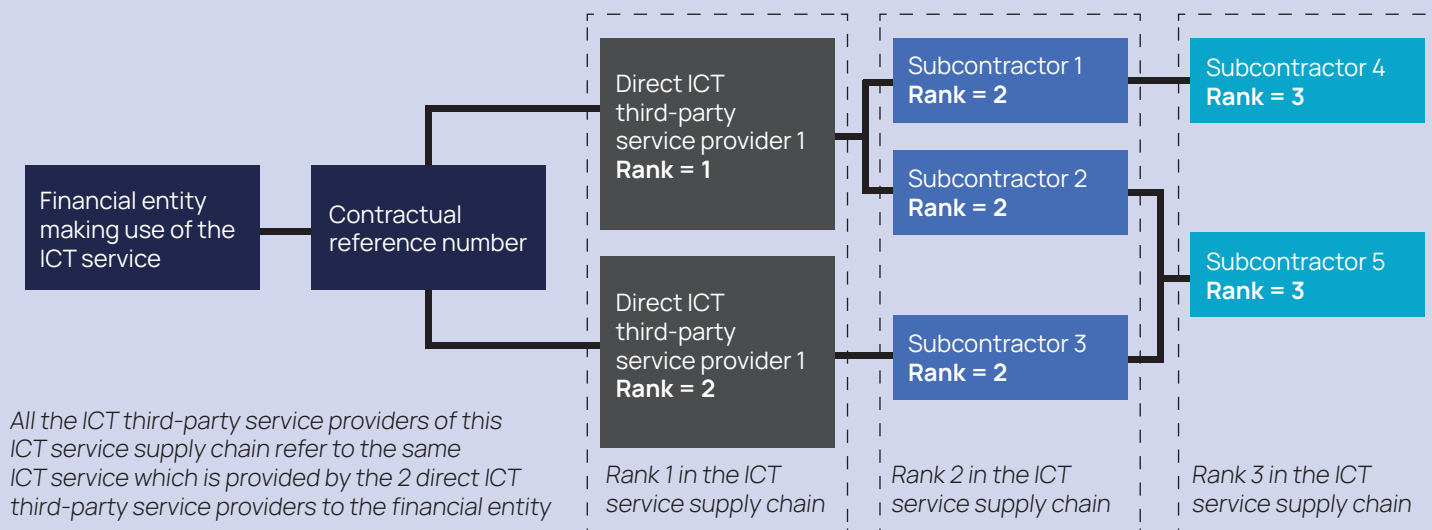 Financial entity
making use of the
ICT service
Contractual
reference number
Direct ICT
third-party
service provider 1
Rank = 1
Direct ICT
third-party
service provider 1
Rank = 2
Subcontractor 1
Rank = 2
Subcontractor 2
Rank = 2
Subcontractor 3
Rank = 2
Subcontractor 4
Rank = 3
Subcontractor 5
Rank = 3
All the ICT third-party service providers of this
ICT service supply chain refer to the same
ICT service which is provided by the 2 direct ICT
third-party service providers to the financial entity
Rank 1 in the ICT
service supply chain
Rank 2 in the ICT
service supply chain
Rank 3 in the ICT
service supply chain